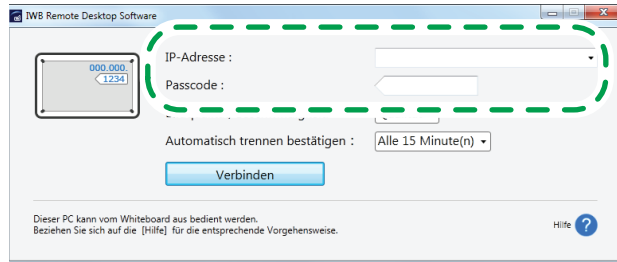 IWB Remote Desktop Software
000.000.
1234
IP-Adresse :
Passcode :
Automatisch trennen bestätigen :
Alle 15 Minute(n)
Verbinden
Dieser PC kann vom Whiteboard aus bedient werden.
Beziehen Sie sich auf die [Hilfe] für die entsprechende Vorgehensweise.
Hilfe ?